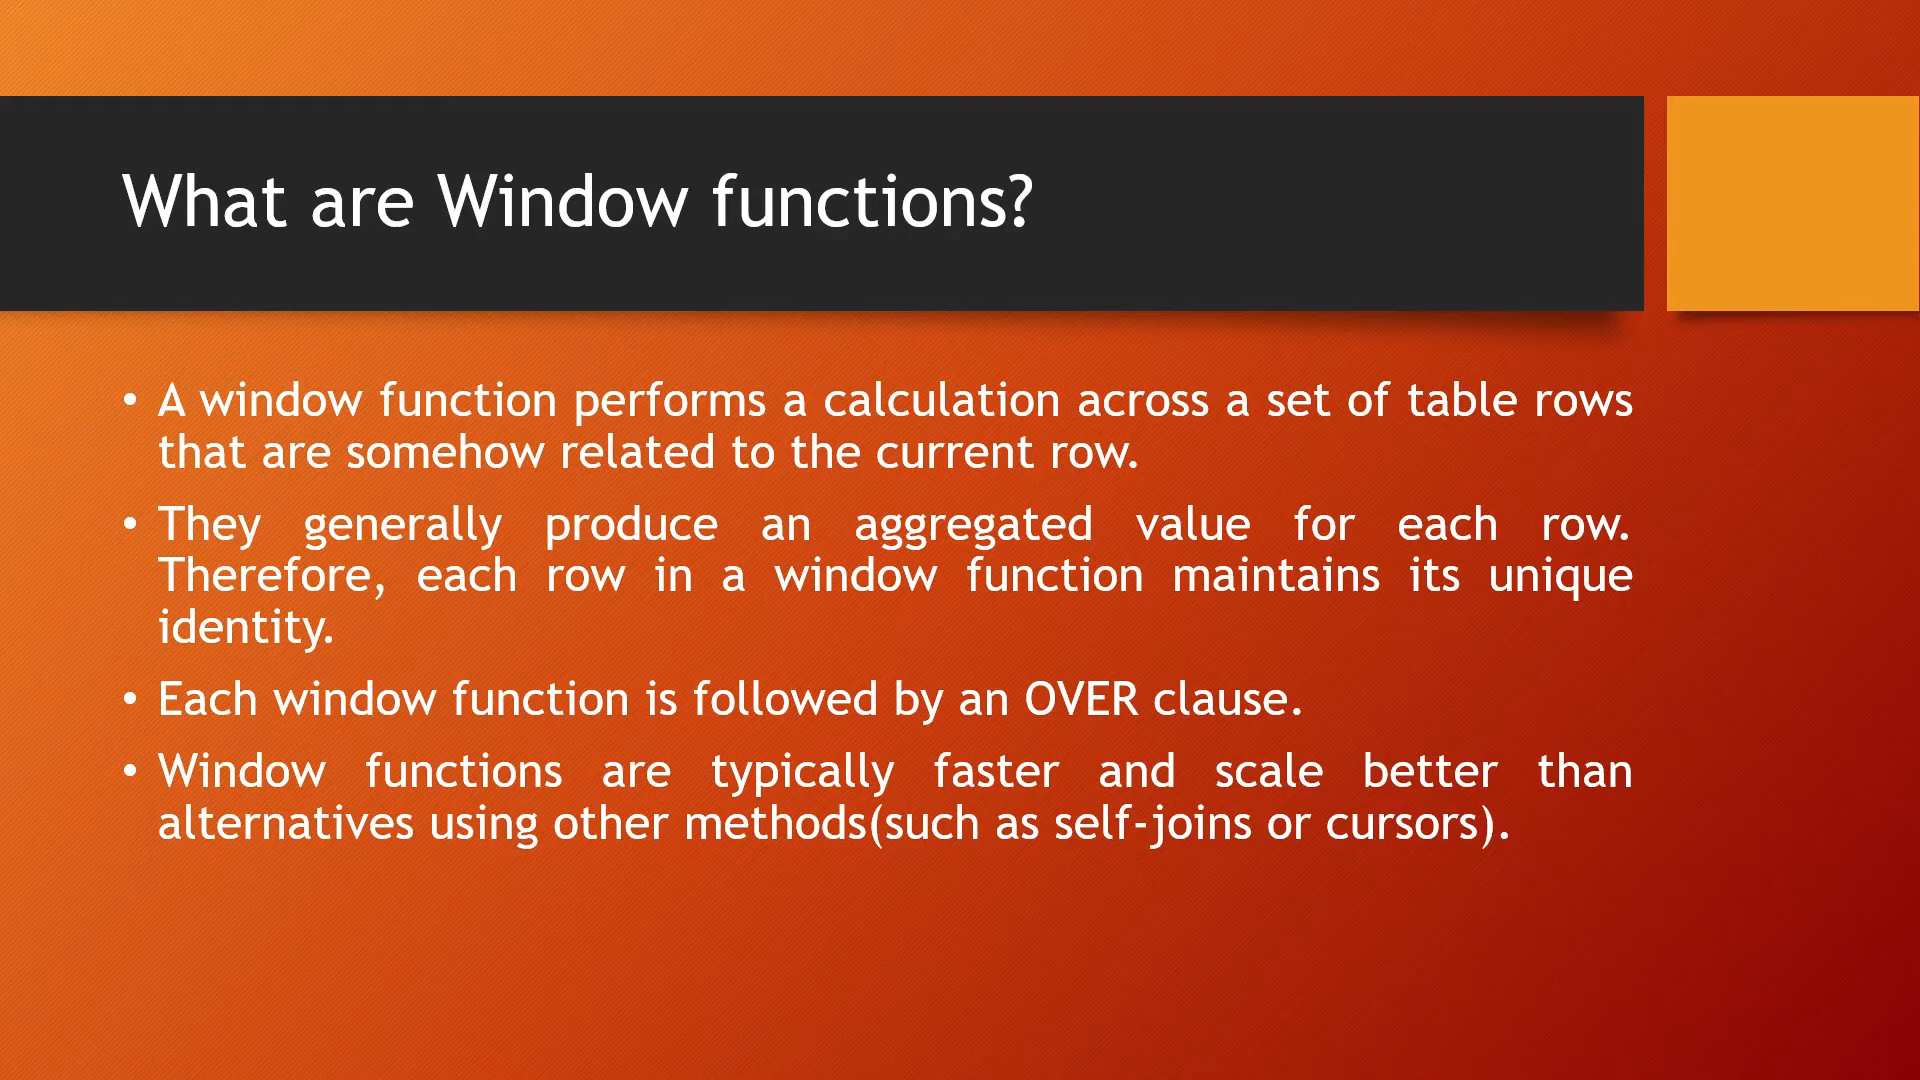 What are Window functions?
• A window function performs a calculation across a set of table rows
that are somehow related to the current row.
• They generally produce an aggregated value for each row.
Therefore, each row in a window function maintains its unique
identity.
• Each window function is followed by an OVER clause.
• Window functions are typically faster and scale better than
alternatives using other methods(such as self-joins or cursors).